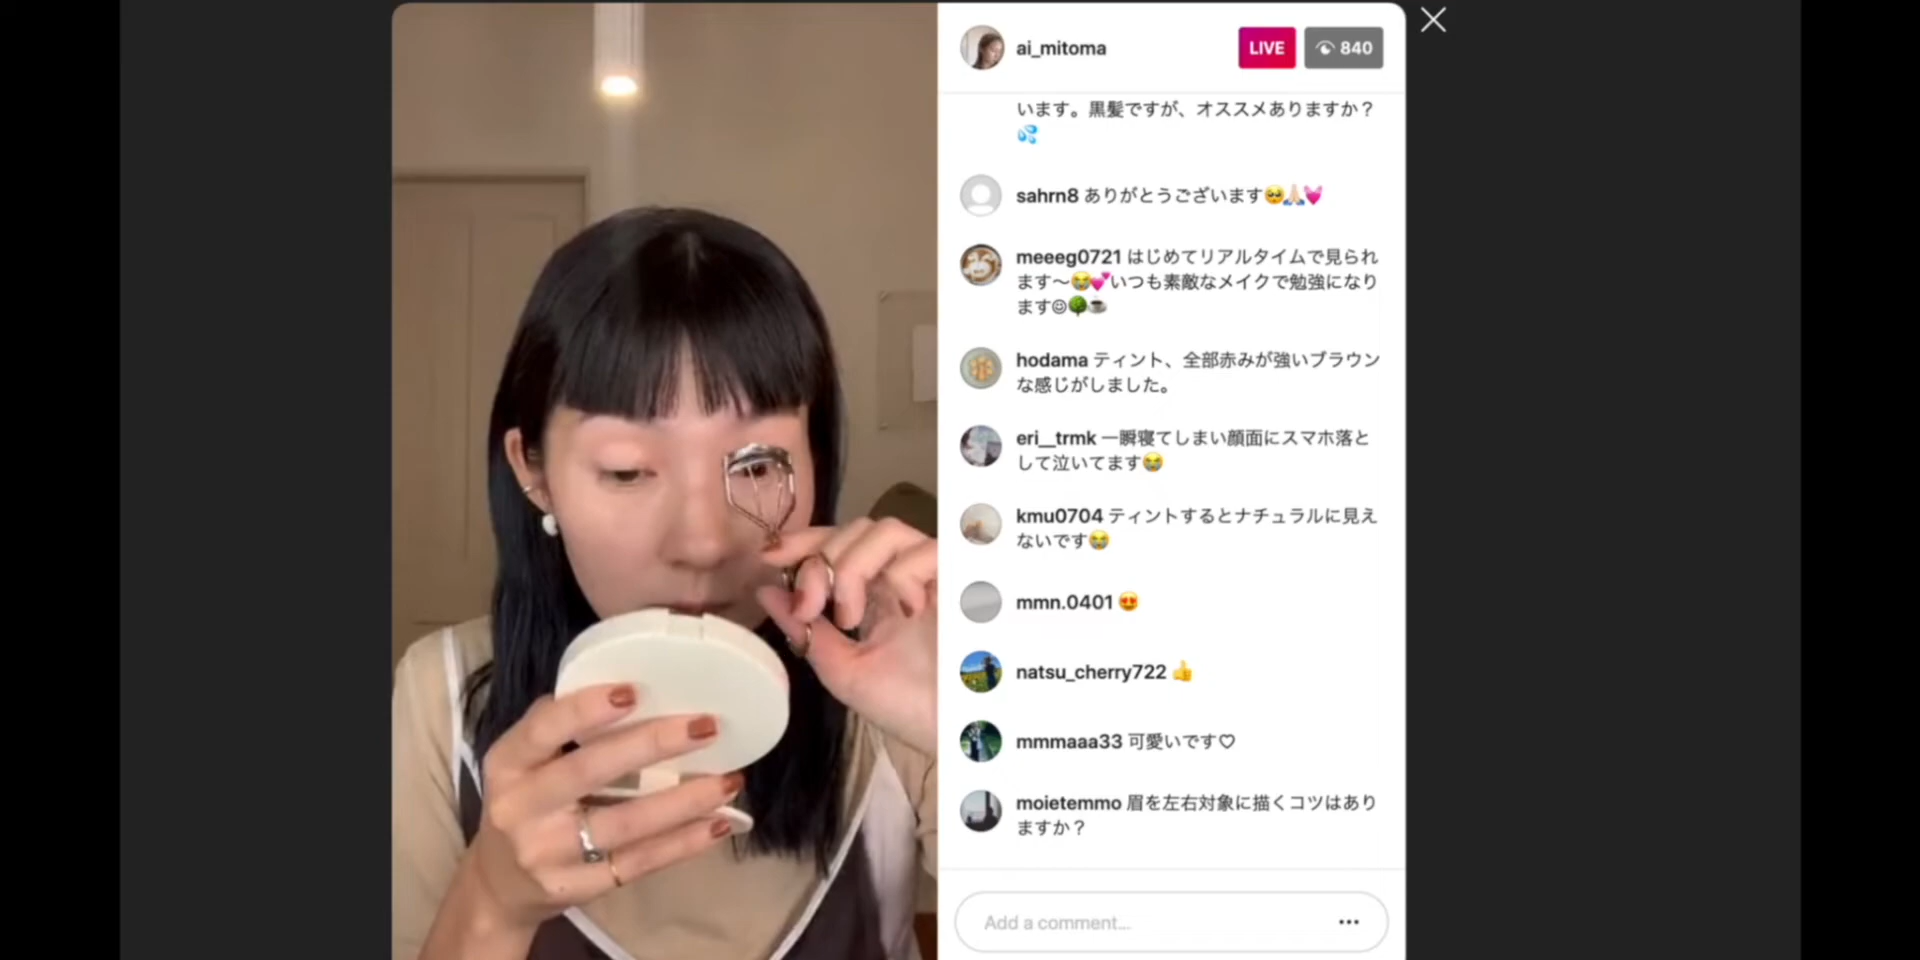 ai_mitoma
LIVE 840
います。黒髪ですが、オススメありますか？
💦
sahrn8 ありがとうございます🥺🙏🏻💓
meeeg0721 はじめてリアルタイムで見られ
ます〜😭💕いつも素敵なメイクで勉強になり
ます☺🌳☕
hodama ティント、全部赤みが強いブラウン
な感じがしました。
eri__trmk 一瞬寝てしまい顔面にスマホ落と
して泣いてます😭
kmu0704 ティントするとナチュラルに見え
ないです😭
mmn.0401 😍
natsu_cherry722 👍
mmmaaa33 可愛いです♡
moietemmo 眉を左右対象に描くコツはあり
ますか？
Add a comment...